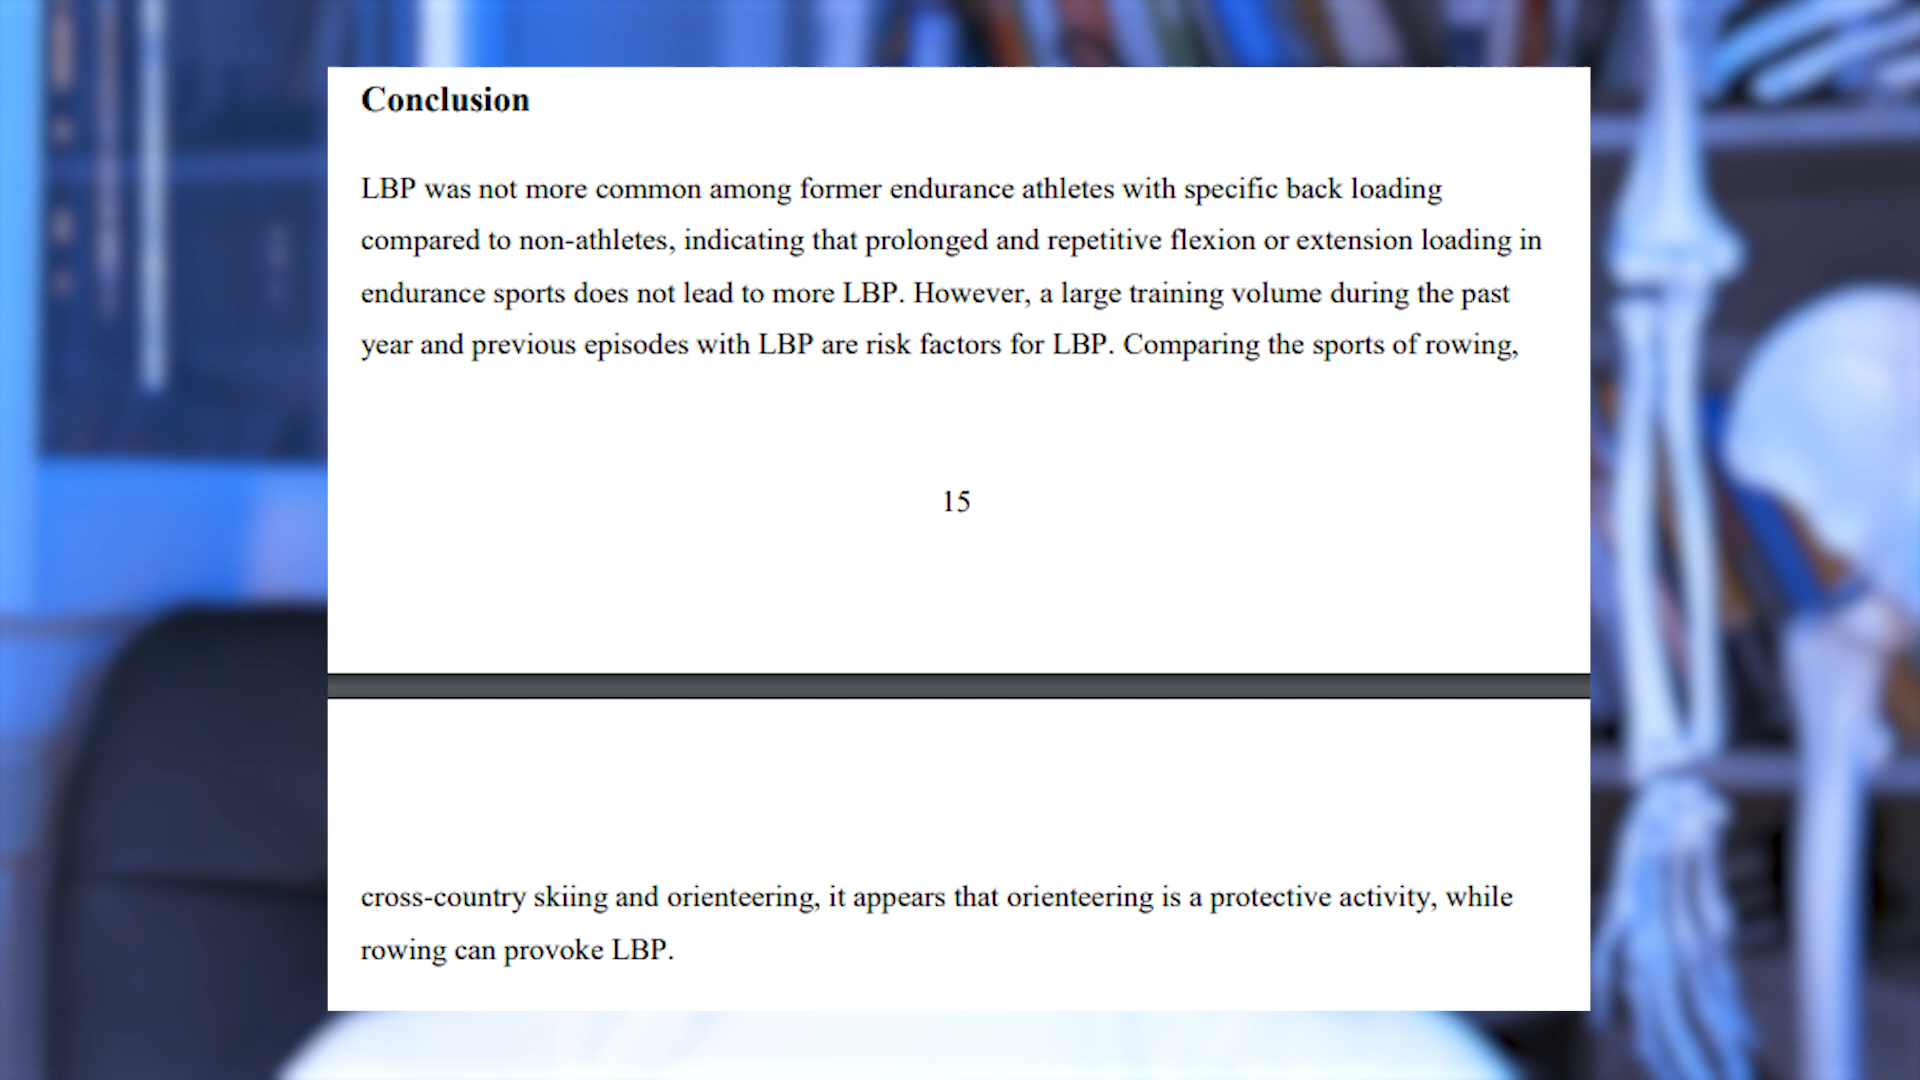 Conclusion
LBP was not more common among former endurance athletes with specific back loading
compared to non-athletes, indicating that prolonged and repetitive flexion or extension loading in
endurance sports does not lead to more LBP. However, a large training volume during the past
year and previous episodes with LBP are risk factors for LBP. Comparing the sports of rowing,
15
cross-country skiing and orienteering, it appears that orienteering is a protective activity, while
rowing can provoke LBP.